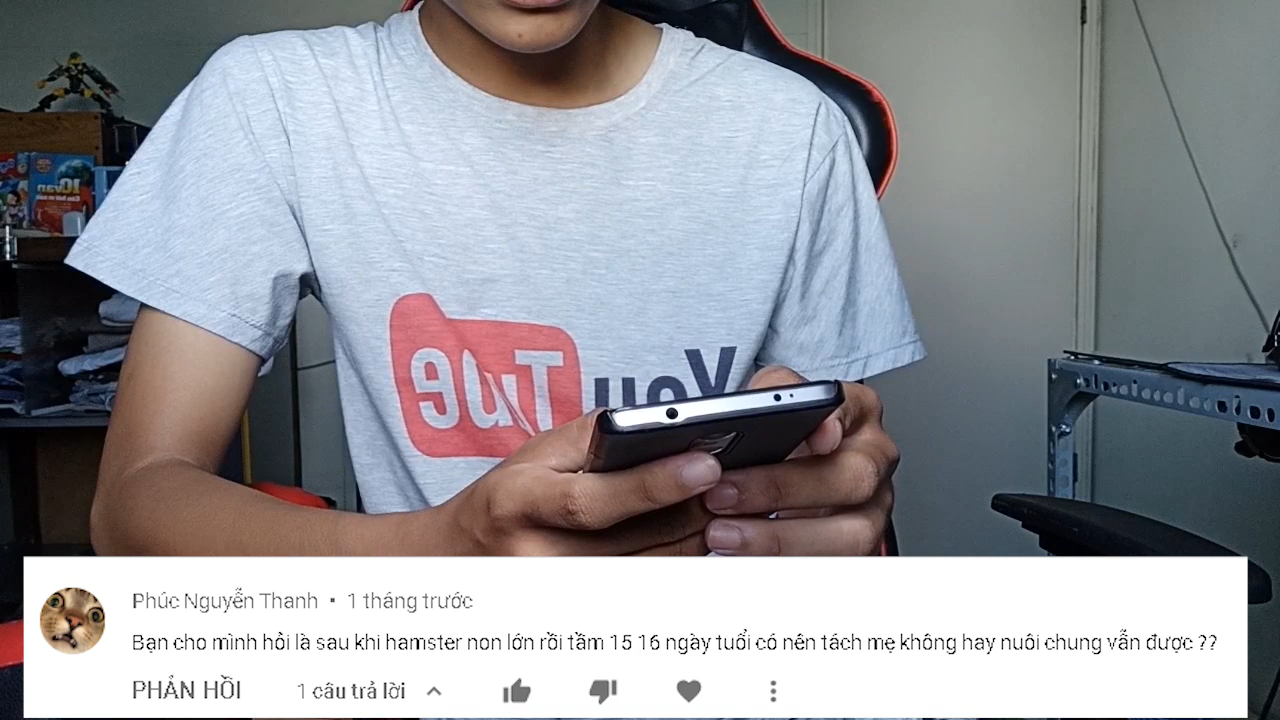 10 vạn
YouTube
Phúc Nguyễn Thanh · 1 tháng trước
Bạn cho mình hỏi là sau khi hamster non lớn rồi tầm 15 16 ngày tuổi có nên tách mẹ không hay nuôi chung vẫn được ??
PHẢN HỒI 1 câu trả lời